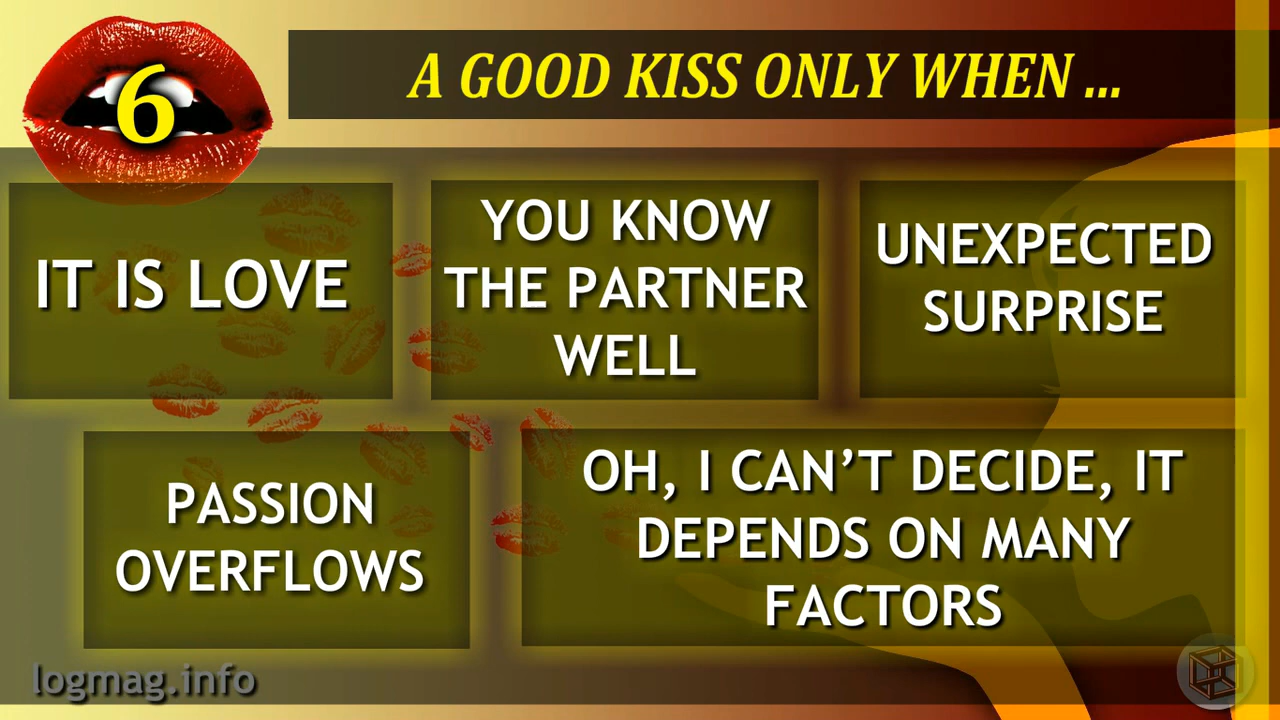 6
A GOOD KISS ONLY WHEN ...
IT IS LOVE
YOU KNOW
THE PARTNER
WELL
UNEXPECTED
SURPRISE
PASSION
OVERFLOWS
OH, I CAN’T DECIDE, IT
DEPENDS ON MANY
FACTORS
logmag.info